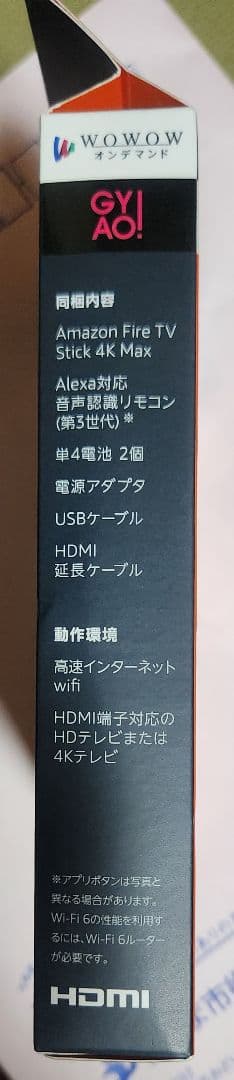 WOWOW
オンデマンド
GY
AO!
同梱内容
Amazon Fire TV
Stick 4K Max
Alexa対応
音声認識リモコン
(第3世代)※
単4電池 2個
電源アダプタ
USBケーブル
HDMI
延長ケーブル
動作環境
高速インターネット
wifi
HDMI端子対応の
HDテレビまたは
4Kテレビ
※アプリボタンは写真と
異なる場合があります。
Wi-Fi 6の性能を利用す
るには、Wi-Fi 6ルーター
が必要です。
HDMI